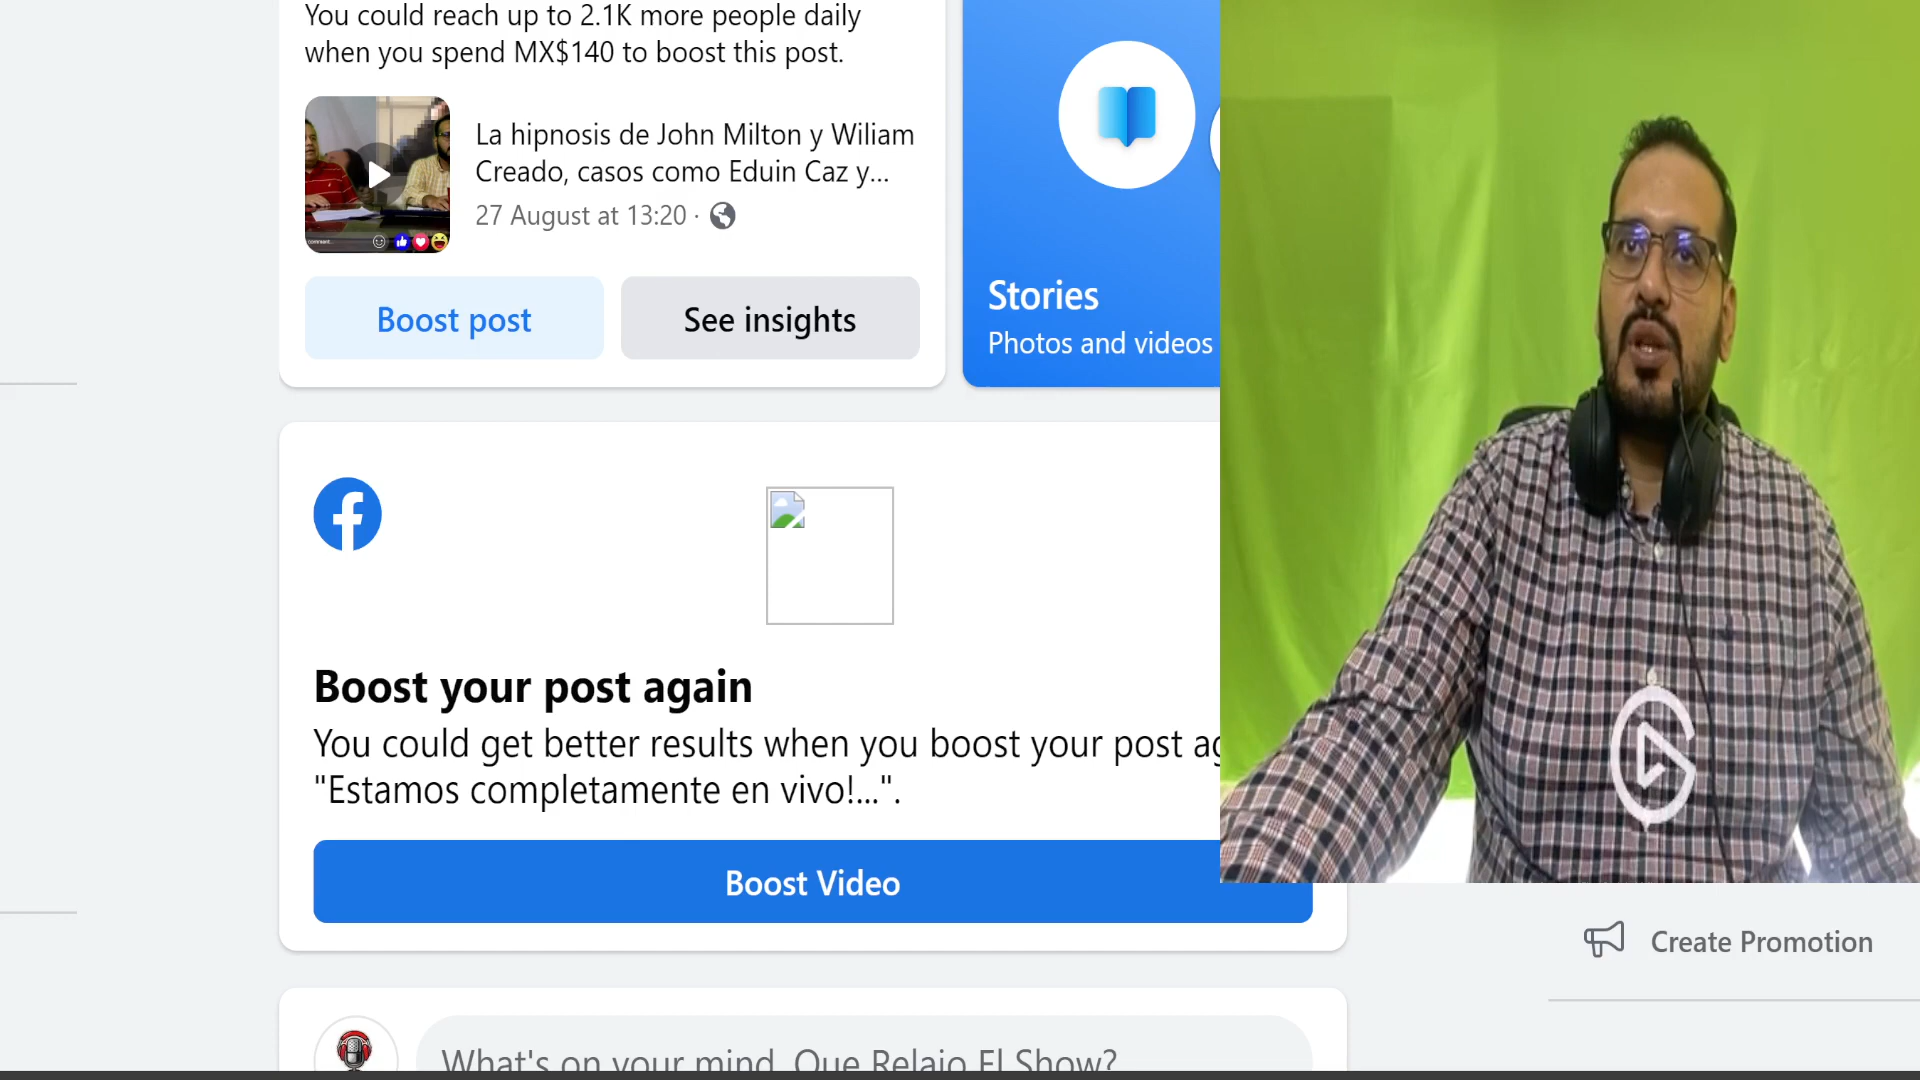 You could reach up to 2.1K more people daily
when you spend MX$140 to boost this post.
La hipnosis de John Milton y Wiliam
Creado, casos como Eduin Caz y...
27 August at 13:20 ·
Boost post
See insights
Stories
Photos and videos
Boost your post again
You could get better results when you boost your post
"Estamos completamente en vivo!...".
Boost Video
Create Promotion
What's on your mind, Que Relajo El Show?